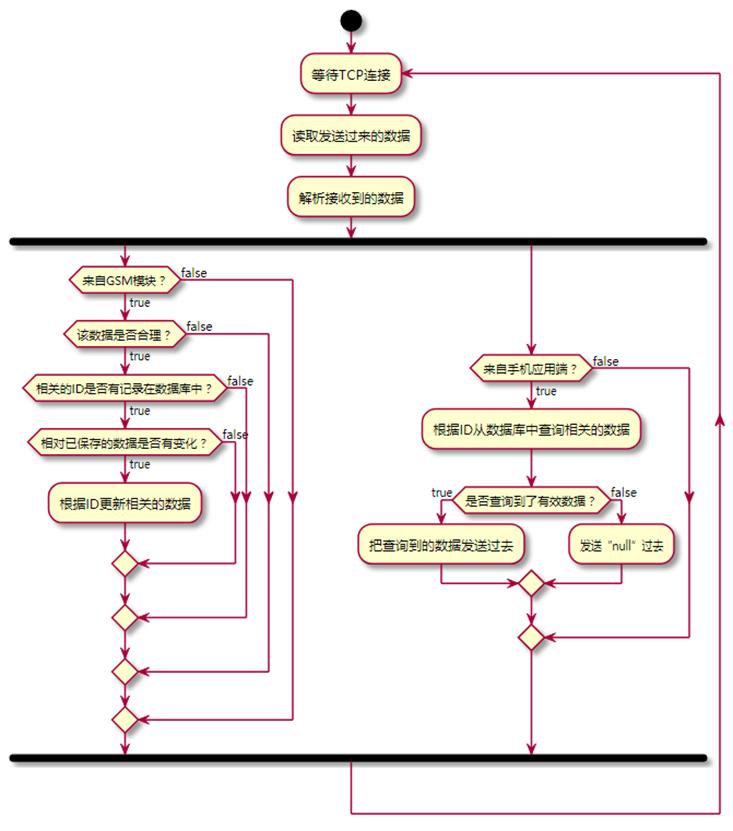 等待TCP连接
读取发送过来的数据
解析接收到的数据
来自GSM模块？
false
true
该数据是否合理？
false
true
相关的ID是否有记录在数据库中？
false
true
相对已保存的数据是否有变化？
false
true
根据ID更新相关的数据
来自手机应用端？
false
true
根据ID从数据库中查询相关的数据
true
是否查询到了有效数据？
false
把查询到的数据发送过去
发送“null”过去